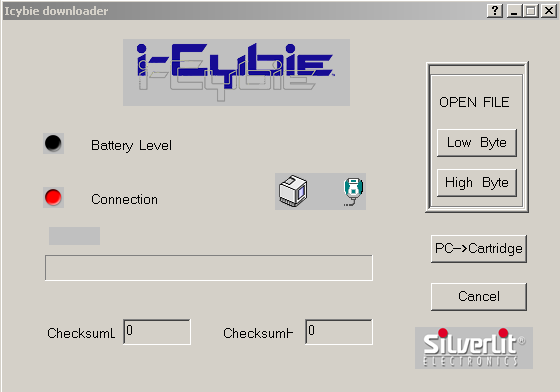 Icybie downloader
i-Cybie
OPEN FILE
Low Byte
High Byte
Battery Level
Connection
PC->Cartridge
Cancel
ChecksumL 0
ChecksumH 0
SilverLit®
ELECTRONICS